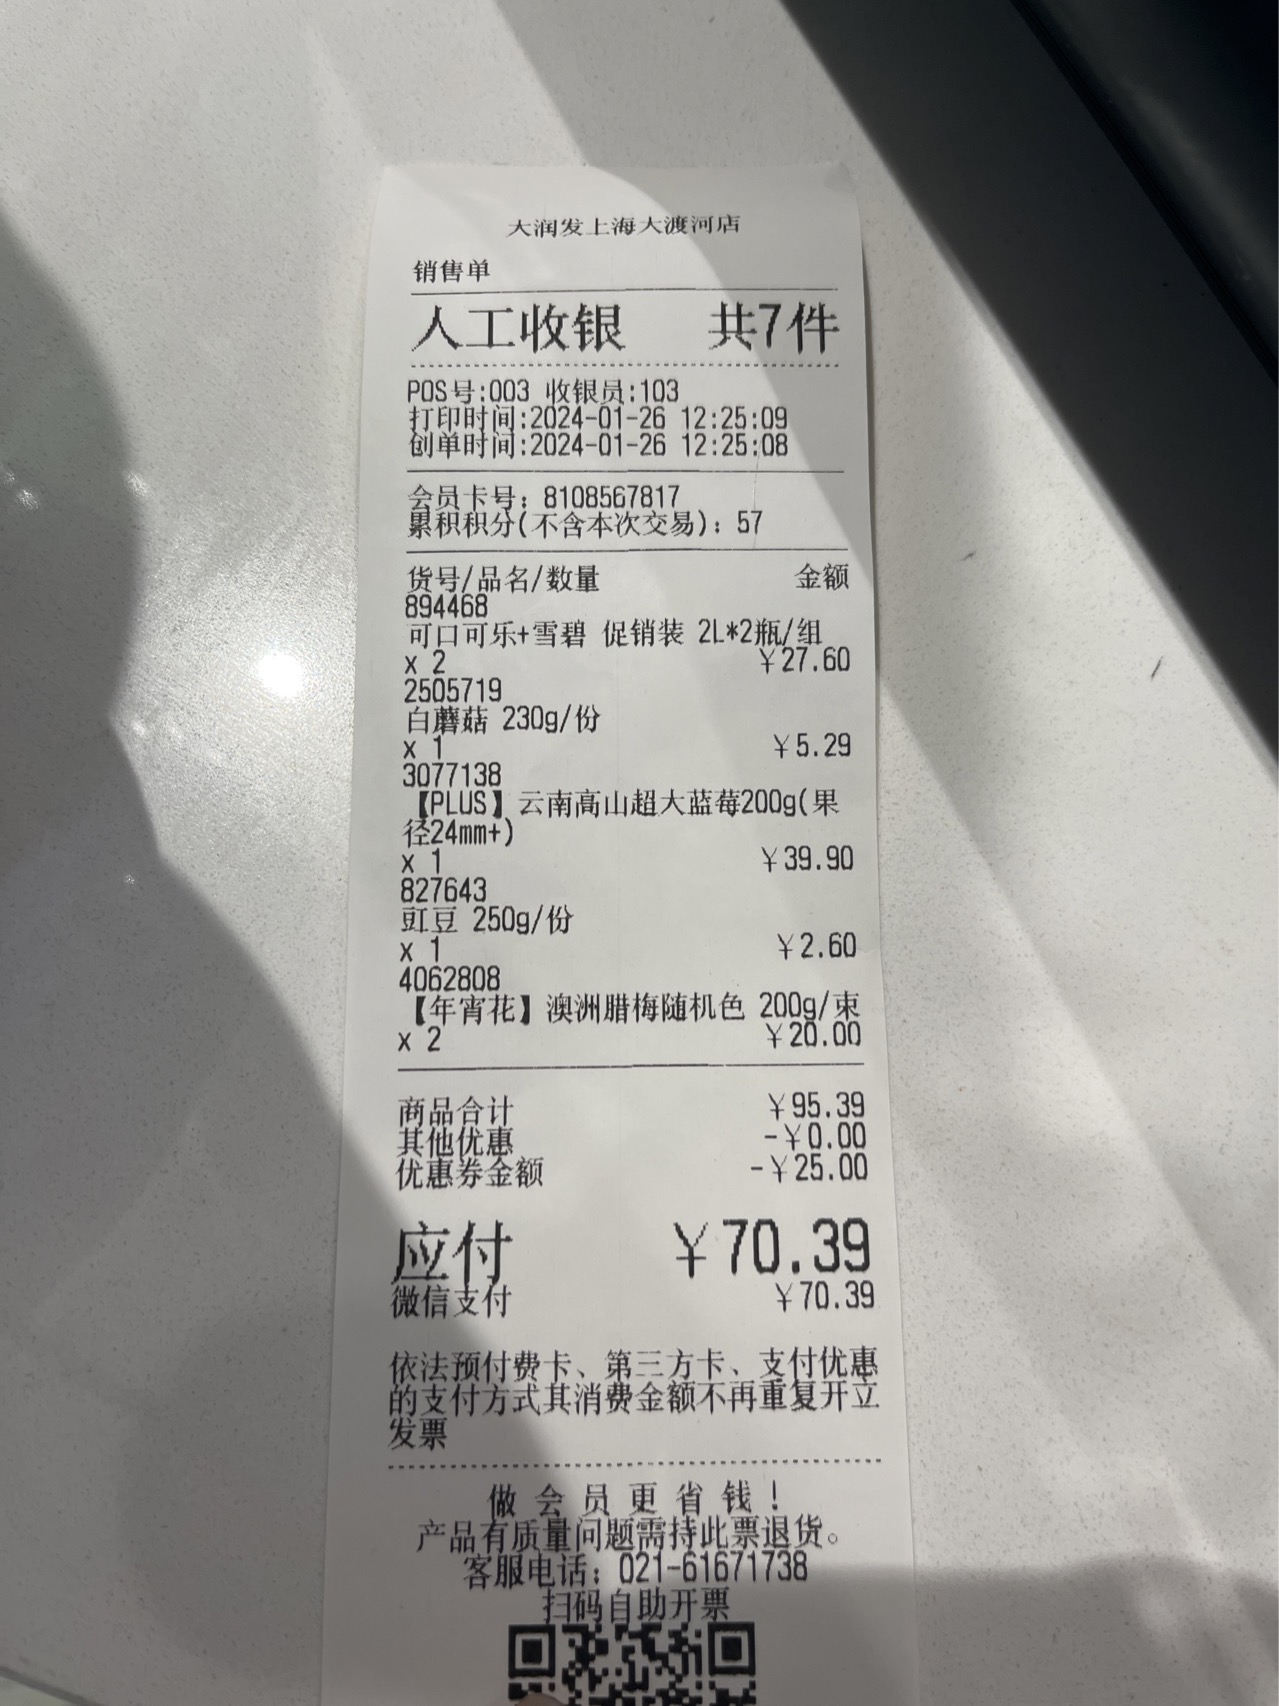 大润发上海大渡河店
销售单
人工收银 共7件
POS号:003 收银员:103
打印时间:2024-01-26 12:25:09
创单时间:2024-01-26 12:25:08
会员卡号：8108567817
累积积分(不含本次交易)：57
货号/品名/数量 金额
894468
可口可乐+雪碧 促销装 2L*2瓶/组
x 2 ￥27.60
2505719
白蘑菇 230g/份
x 1 ￥5.29
3077138
【PLUS】云南高山超大蓝莓200g(果
径24mm+)
x 1 ￥39.90
827643
豇豆 250g/份
x 1 ￥2.60
4062808
【年宵花】澳洲腊梅随机色 200g/束
x 2 ￥20.00
商品合计 ￥95.39
其他优惠 -￥0.00
优惠券金额 -￥25.00
应付 ￥70.39
微信支付 ￥70.39
依法预付费卡、第三方卡、支付优惠
的支付方式其消费金额不再重复开立
发票
做会员更省钱！
产品有质量问题需持此票退货。
客服电话：021-61671738
扫码自助开票